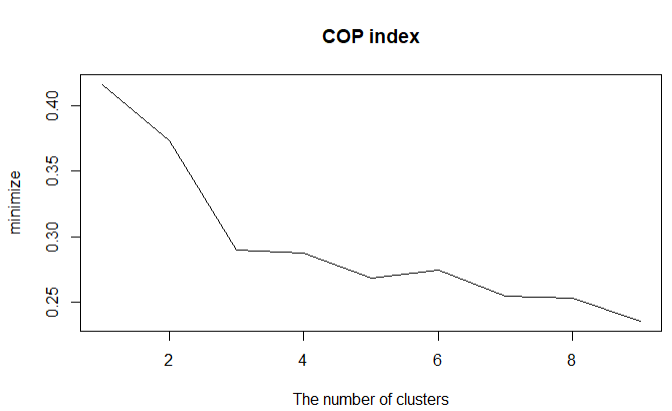 COP index
minimize
0.40
0.35
0.30
0.25
2 4 6 8
The number of clusters